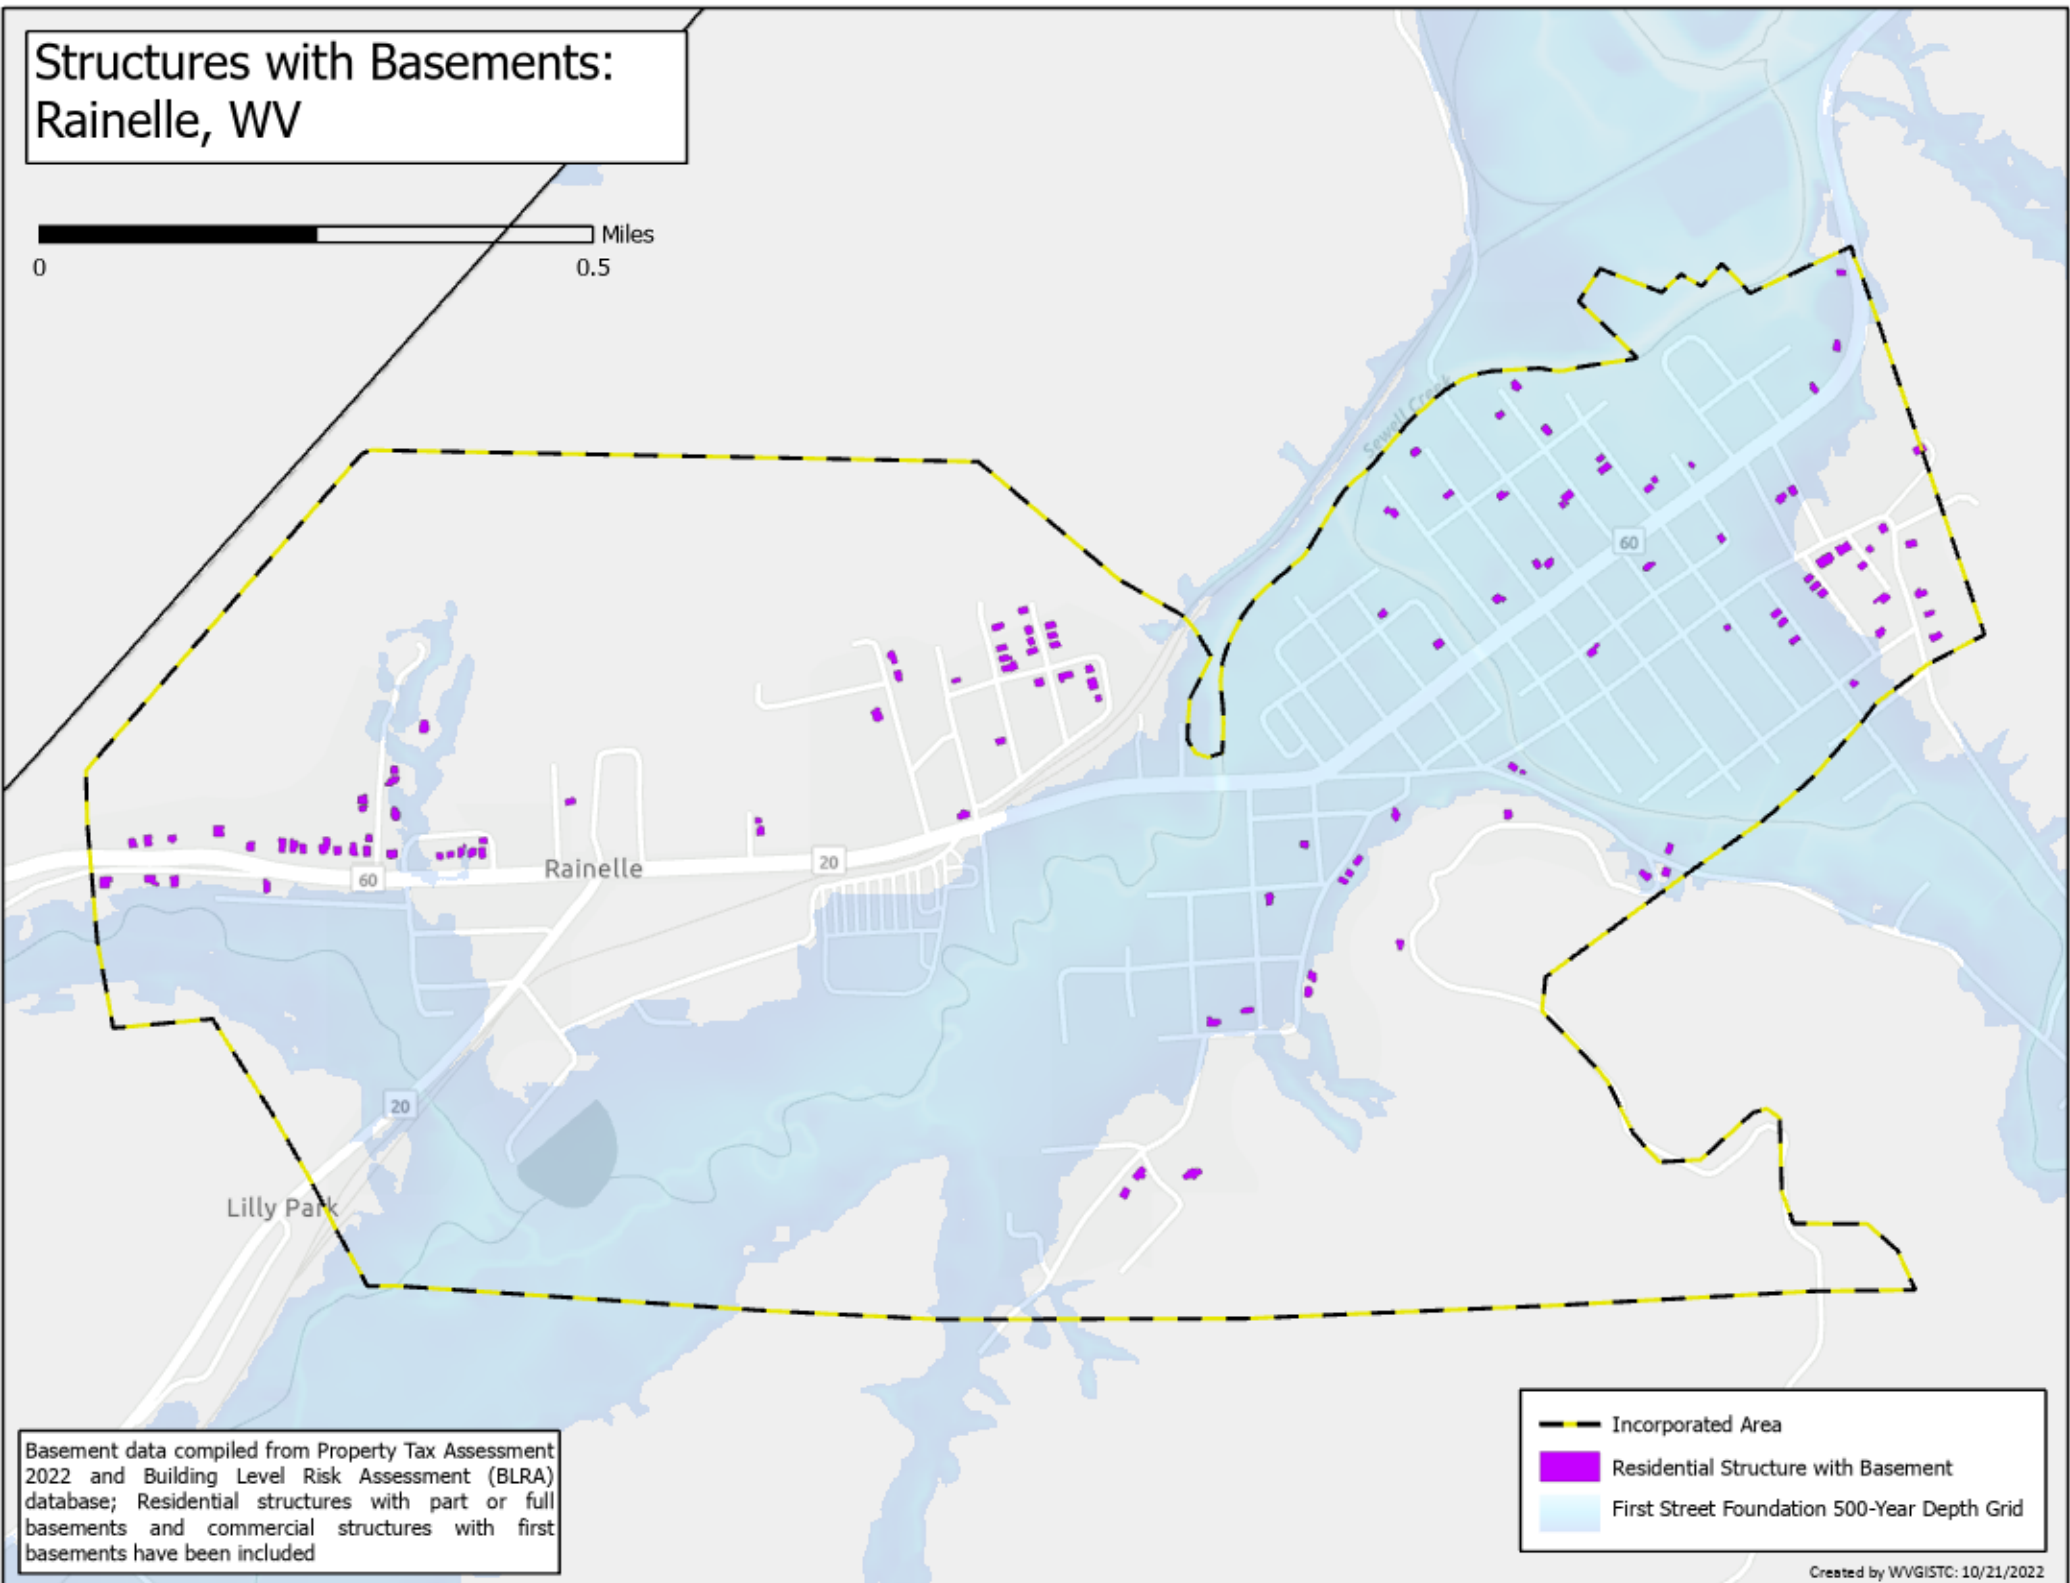 Structures with Basements:
Rainelle, WV
Miles
0
0.5
Sewell Creek
60
Rainelle
20
60
20
Lilly Park
Basement data compiled from Property Tax Assessment
2022 and Building Level Risk Assessment (BLRA)
database; Residential structures with part or full
basements and commercial structures with first
basements have been included
Incorporated Area
Residential Structure with Basement
First Street Foundation 500-Year Depth Grid
Created by WVGISTC: 10/21/2022